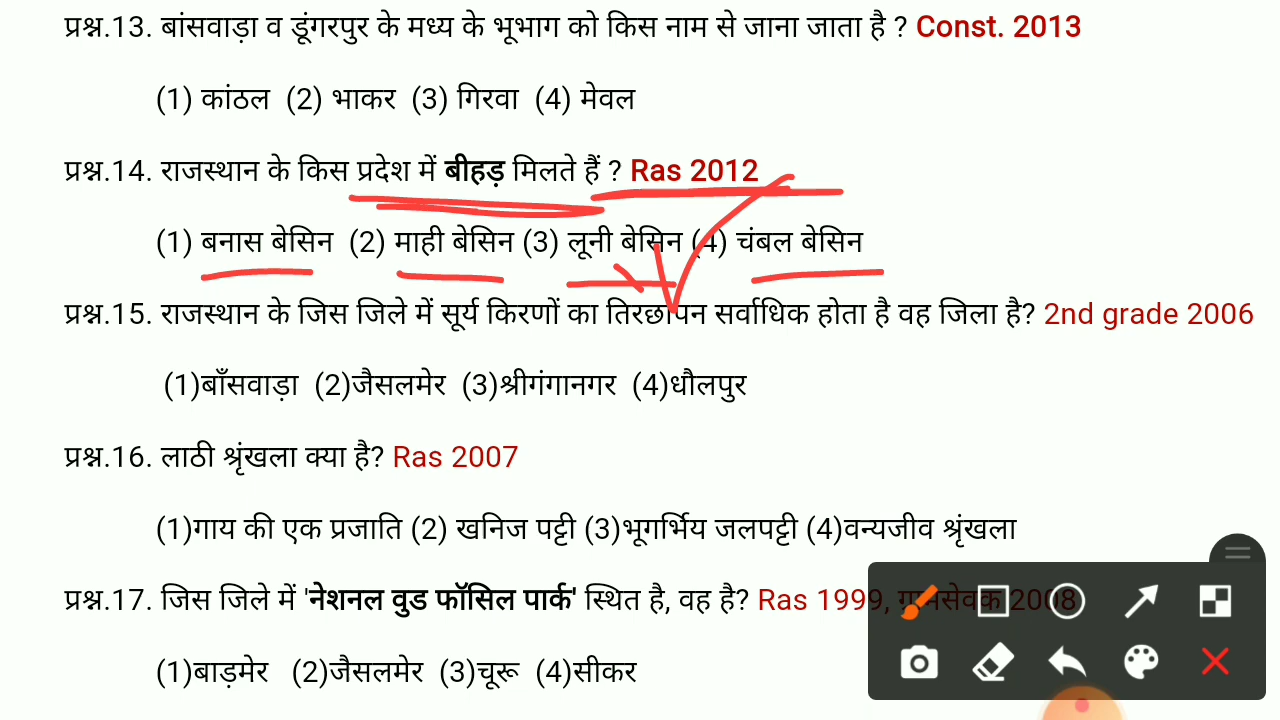 प्रश्न.13. बांसवाड़ा व डूंगरपुर के मध्य के भूभाग को किस नाम से जाना जाता है ? Const. 2013
(1) कांठल (2) भाकर (3) गिरवा (4) मेवल
प्रश्न.14. राजस्थान के किस प्रदेश में बीहड़ मिलते हैं ? Ras 2012
(1) बनास बेसिन (2) माही बेसिन (3) लूनी बेसिन (4) चंबल बेसिन
प्रश्न.15. राजस्थान के जिस जिले में सूर्य किरणों का तिरछापन सर्वाधिक होता है वह जिला है? 2nd grade 2006
(1)बाँसवाड़ा (2)जैसलमेर (3)श्रीगंगानगर (4)धौलपुर
प्रश्न.16. लाठी श्रृंखला क्या है? Ras 2007
(1)गाय की एक प्रजाति (2) खनिज पट्टी (3)भूगर्भिय जलपट्टी (4)वन्यजीव श्रृंखला
प्रश्न.17. जिस जिले में 'नेशनल वुड फॉसिल पार्क' स्थित है, वह है? Ras 1999, ग्रामसेवक 2008
(1)बाड़मेर (2)जैसलमेर (3)चूरू (4)सीकर